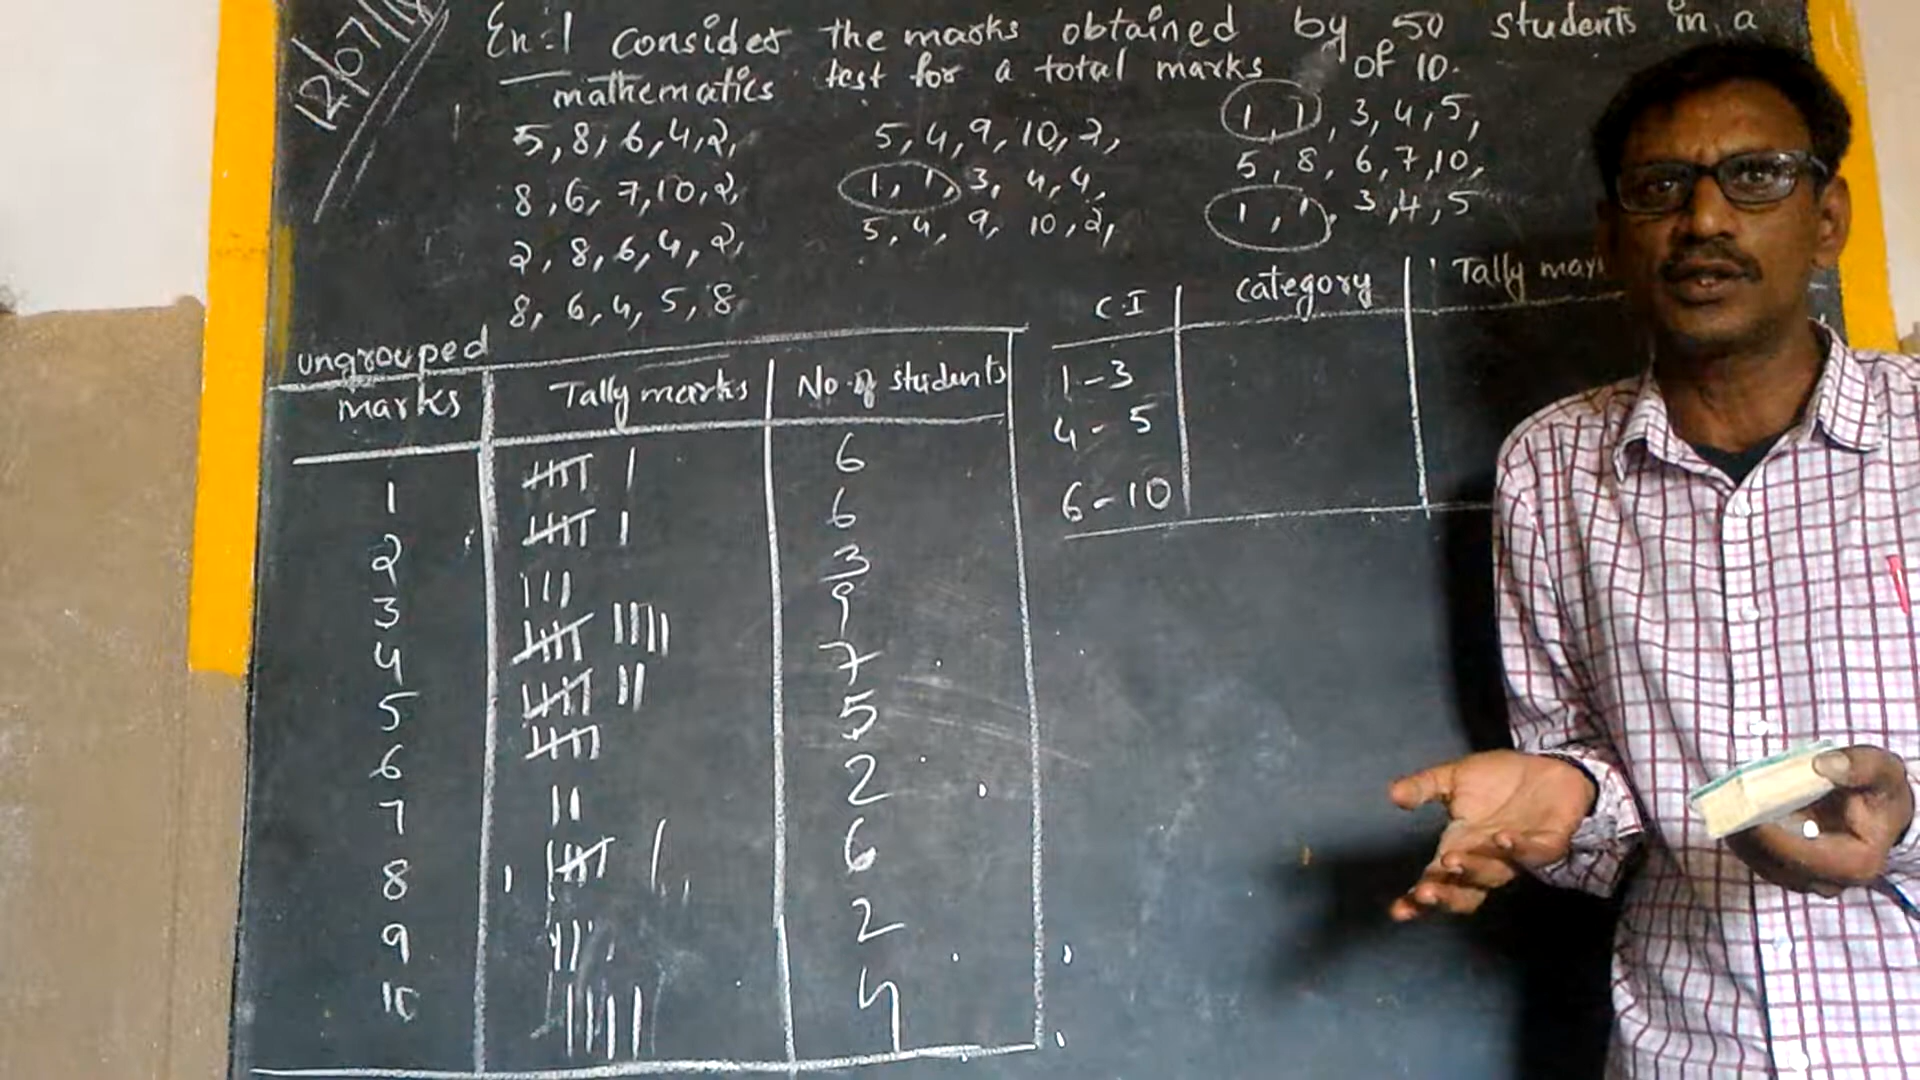 12/07/1
Ex:1 consider the marks obtained by 50 students in a
mathematics test for a total marks of 10.
5, 8, 6, 4, 2,
8, 6, 7, 10, 2,
2, 8, 6, 4, 2,
8, 6, 4, 5, 8
5, 4, 9, 10, 2,
1, 1, 3, 4, 4,
5, 4, 9, 10, 2,
1, 1, 3, 4, 5,
5, 8, 6, 7, 10,
1, 1, 3, 4, 5
ungrouped
marks Tally marks No of students
1 6
2 6
3 3
4 9
5 7
6 5
7 2
8 6
9 2
10 4
CI category Tally mar
1-3
4-5
6-10